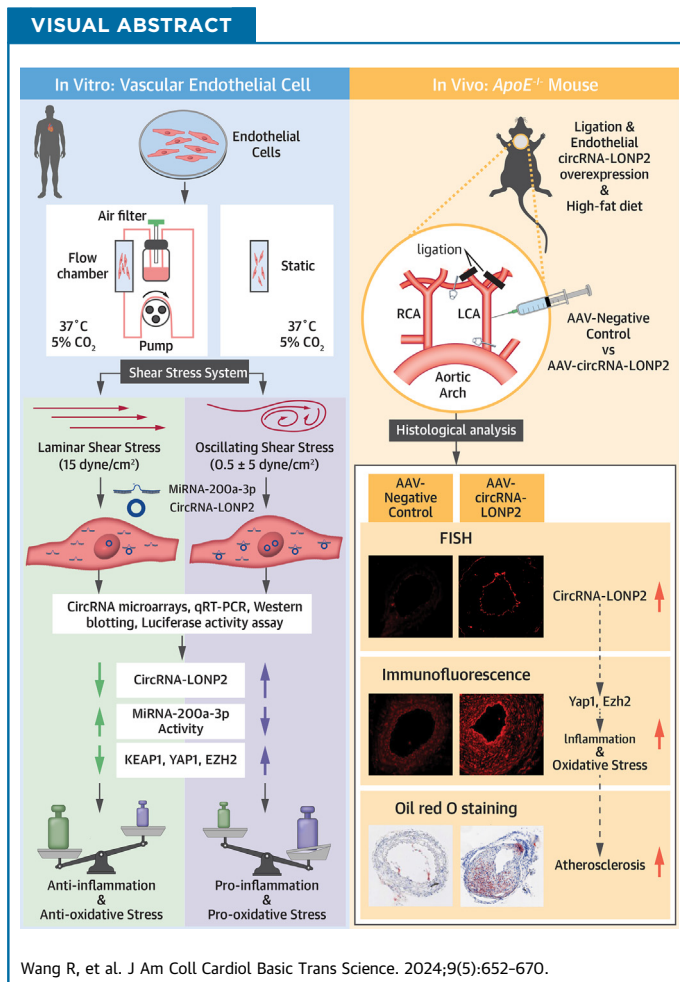 VISUAL ABSTRACT
In Vitro: Vascular Endothelial Cell
Endothelial
Cells
Air filter
Flow
chamber
Static
37°C
5% CO₂
Pump
37°C
5% CO₂
Shear Stress System
Laminar Shear Stress
(15 dyne/cm²)
Oscillating Shear Stress
(0.5 ± 5 dyne/cm²)
MiRNA-200a-3p
CircRNA-LONP2
CircRNA microarrays, qRT-PCR, Western
blotting, Luciferase activity assay
CircRNA-LONP2
MiRNA-200a-3p
Activity
KEAP1, YAP1, EZH2
Anti-inflammation
&
Anti-oxidative Stress
Pro-inflammation
&
Pro-oxidative Stress
In Vivo: ApoE-/- Mouse
Ligation &
Endothelial
circRNA-LONP2
overexpression
&
High-fat diet
ligation
RCA
LCA
Aortic
Arch
AAV-Negative
Control
vs
AAV-circRNA-LONP2
Histological analysis
AAV-
Negative
Control
AAV-
circRNA-
LONP2
FISH
CircRNA-LONP2
Immunofluorescence
Yap1, Ezh2
Inflammation
&
Oxidative Stress
Oil red O staining
Atherosclerosis
Wang R, et al. J Am Coll Cardiol Basic Trans Science. 2024;9(5):652–670.